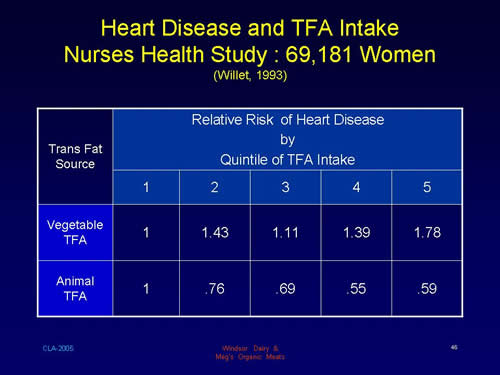 Heart Disease and TFA Intake
Nurses Health Study : 69,181 Women
(Willet, 1993)
Trans Fat
Source
Relative Risk of Heart Disease
by
Quintile of TFA Intake
1 2 3 4 5
Vegetable
TFA
1 1.43 1.11 1.39 1.78
Animal
TFA
1 .76 .69 .55 .59
CLA-2005
Windsor Dairy &
Meg's Organic Meats
46